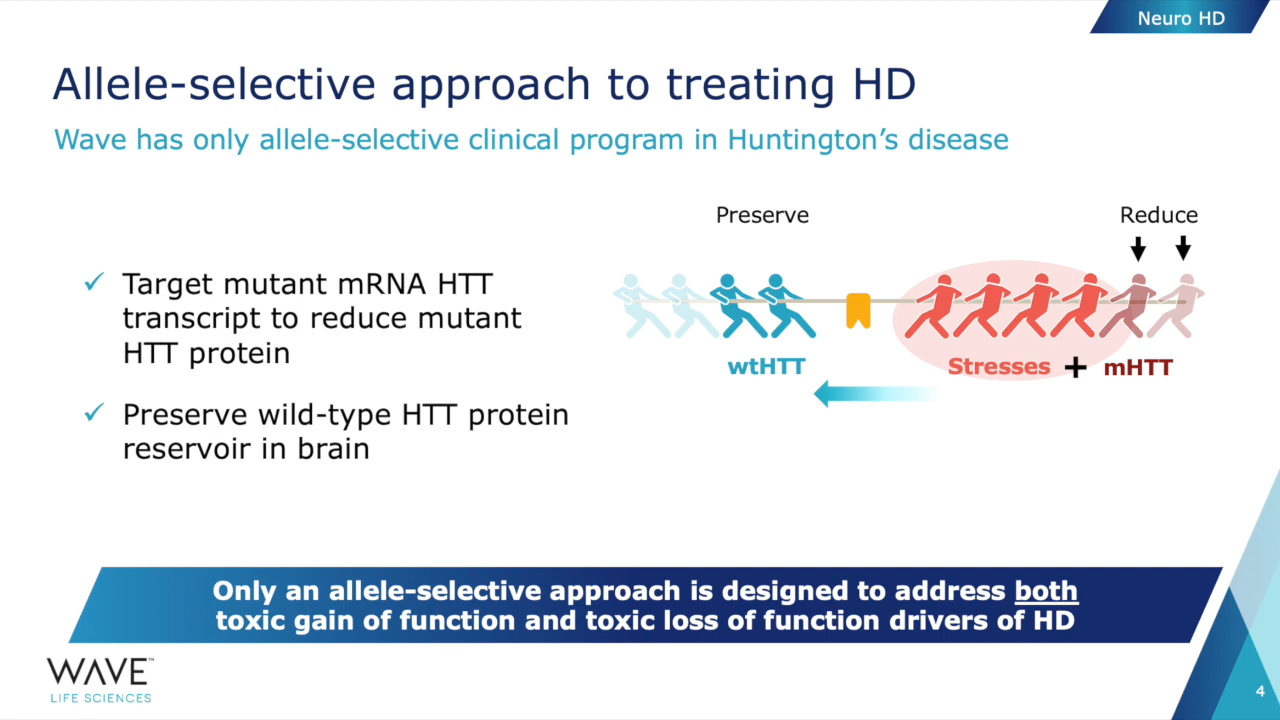 Neuro HD
Allele-selective approach to treating HD
Wave has only allele-selective clinical program in Huntington’s disease
✓ Target mutant mRNA HTT
transcript to reduce mutant
HTT protein
✓ Preserve wild-type HTT protein
reservoir in brain
Preserve
Reduce
wtHTT
Stresses + mHTT
Only an allele-selective approach is designed to address both
toxic gain of function and toxic loss of function drivers of HD
WAVE™
LIFE SCIENCES
4